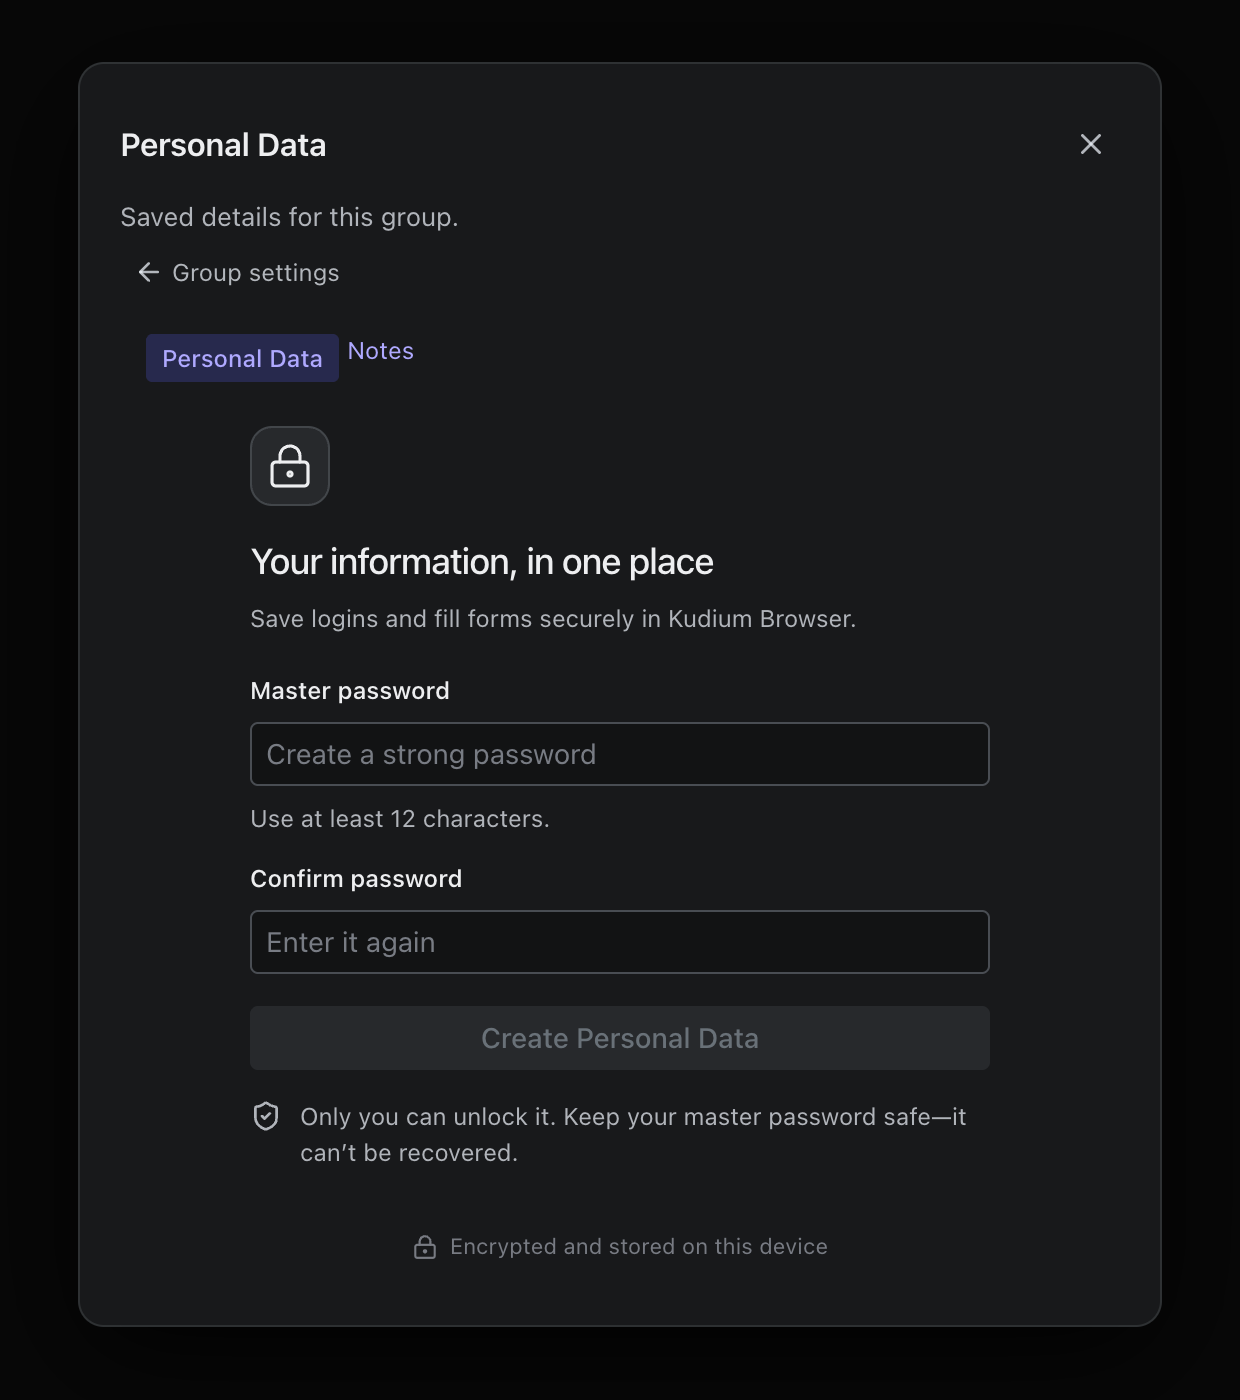 Personal Data
Saved details for this group.
Group settings
Personal Data
Notes
Your information, in one place
Save logins and fill forms securely in Kudium Browser.
Master password
Create a strong password
Use at least 12 characters.
Confirm password
Enter it again
Create Personal Data
Only you can unlock it. Keep your master password safe—it
can’t be recovered.
Encrypted and stored on this device